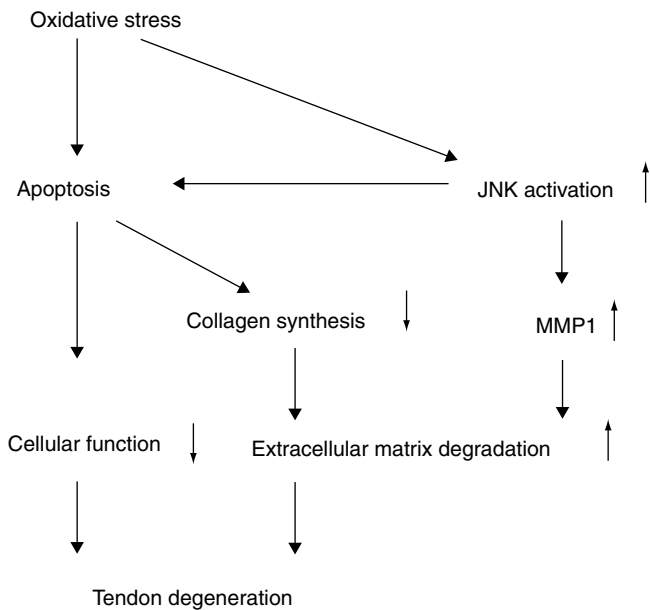 Oxidative stress
Apoptosis
JNK activation
Collagen synthesis
MMP1
Cellular function
Extracellular matrix degradation
Tendon degeneration